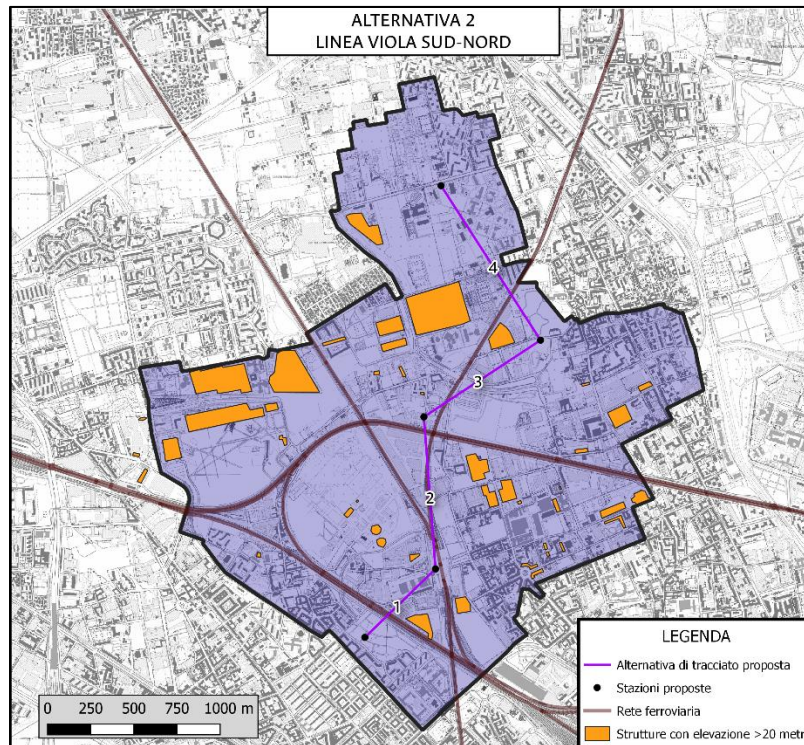 ALTERNATIVA 2
LINEA VIOLA SUD-NORD
4
3
2
1
0 250 500 750 1000 m
LEGENDA
Alternativa di tracciato proposta
Stazioni proposte
Rete ferroviaria
Strutture con elevazione >20 metr